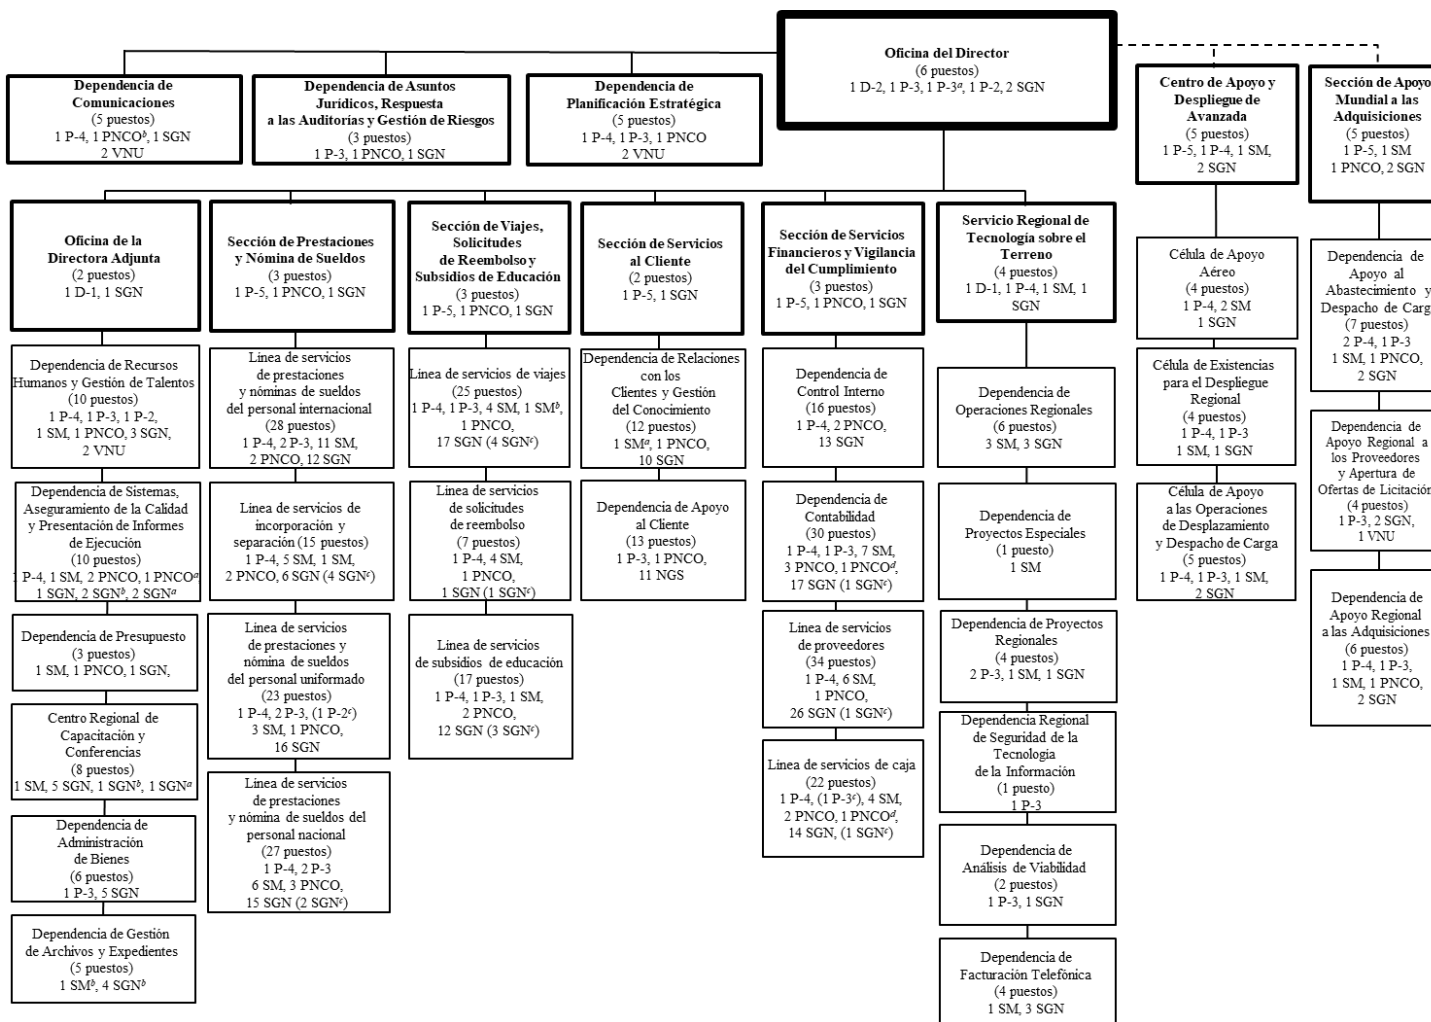 Oficina del Director
(6 puestos)
1 D-2, 1 P-3, 1 P-3a, 1 P-2, 2 SGN
Dependencia de
Comunicaciones
(5 puestos)
1 P-4, 1 PNCOb, 1 SGN
2 VNU
Dependencia de Asuntos
Jurídicos, Respuesta
a las Auditorías y Gestión de Riesgos
(3 puestos)
1 P-3, 1 PNCO, 1 SGN
Dependencia de
Planificación Estratégica
(5 puestos)
1 P-4, 1 P-3, 1 PNCO
2 VNU
Centro de Apoyo y
Despliegue de
Avanzada
(5 puestos)
1 P-5, 1 P-4, 1 SM,
2 SGN
Sección de Apoyo
Mundial a las
Adquisiciones
(5 puestos)
1 P-5, 1 SM
1 PNCO, 2 SGN
Oficina de la
Directora Adjunta
(2 puestos)
1 D-1, 1 SGN
Sección de Prestaciones
y Nómina de Sueldos
(3 puestos)
1 P-5, 1 PNCO, 1 SGN
Sección de Viajes,
Solicitudes
de Reembolso y
Subsidios de Educación
(3 puestos)
1 P-5, 1 PNCO, 1 SGN
Sección de Servicios
al Cliente
(2 puestos)
1 P-5, 1 SGN
Sección de Servicios
Financieros y Vigilancia
del Cumplimiento
(3 puestos)
1 P-5, 1 PNCO, 1 SGN
Servicio Regional de
Tecnología sobre el
Terreno
(4 puestos)
1 D-1, 1 P-4, 1 SM, 1
SGN
Dependencia de Recursos
Humanos y Gestión de Talentos
(10 puestos)
1 P-4, 1 P-3, 1 P-2,
1 SM, 1 PNCO, 3 SGN,
2 VNU
Dependencia de Sistemas,
Aseguramiento de la Calidad
y Presentación de Informes
de Ejecución
(10 puestos)
1 P-4, 1 SM, 2 PNCO, 1 PNCOa,
1 SGN, 2 SGNb, 2 SGNa
Dependencia de Presupuesto
(3 puestos)
1 SM, 1 PNCO, 1 SGN,
Centro Regional de
Capacitación y
Conferencias
(8 puestos)
1 SM, 5 SGN, 1 SGNb, 1 SGNa
Dependencia de
Administración
de Bienes
(6 puestos)
1 P-3, 5 SGN
Dependencia de Gestión
de Archivos y Expedientes
(5 puestos)
1 SMb, 4 SGNb
Línea de servicios
de prestaciones
y nóminas de sueldos
del personal internacional
(28 puestos)
1 P-4, 2 P-3, 11 SM,
2 PNCO, 12 SGN
Línea de servicios de
incorporación y
separación (15 puestos)
1 P-4, 5 SM, 1 SM,
2 PNCO, 6 SGN (4 SGNc)
Línea de servicios
de prestaciones y
nómina de sueldos
del personal uniformado
(23 puestos)
1 P-4, 2 P-3, (1 P-2c)
3 SM, 1 PNCO,
16 SGN
Línea de servicios
de prestaciones
y nómina de sueldos del
personal nacional
(27 puestos)
1 P-4, 2 P-3
6 SM, 3 PNCO,
15 SGN (2 SGNc)
Línea de servicios de viajes
(25 puestos)
1 P-4, 1 P-3, 4 SM, 1 SMb,
1 PNCO,
17 SGN (4 SGNc)
Línea de servicios
de solicitudes
de reembolso
(7 puestos)
1 P-4, 4 SM,
1 PNCO,
1 SGN (1 SGNc)
Línea de servicios
de subsidios de educación
(17 puestos)
1 P-4, 1 P-3, 1 SM,
2 PNCO,
12 SGN (3 SGNc)
Dependencia de Relaciones
con los
Clientes y Gestión
del Conocimiento
(12 puestos)
1 SMa, 1 PNCO,
10 SGN
Dependencia de Apoyo
al Cliente
(13 puestos)
1 P-3, 1 PNCO,
11 NGS
Dependencia de
Control Interno
(16 puestos)
1 P-4, 2 PNCO,
13 SGN
Dependencia de
Contabilidad
(30 puestos)
1 P-4, 1 P-3, 7 SM,
3 PNCO, 1 PNCOd,
17 SGN (1 SGNc)
Línea de servicios
de proveedores
(34 puestos)
1 P-4, 6 SM,
1 PNCO,
26 SGN (1 SGNc)
Línea de servicios de caja
(22 puestos)
1 P-4, (1 P-3c), 4 SM,
2 PNCO, 1 PNCOd,
14 SGN, (1 SGNc)
Dependencia de
Operaciones Regionales
(6 puestos)
3 SM, 3 SGN
Dependencia de
Proyectos Especiales
(1 puesto)
1 SM
Dependencia de Proyectos
Regionales
(4 puestos)
2 P-3, 1 SM, 1 SGN
Dependencia Regional
de Seguridad de la
Tecnología
de la Información
(1 puesto)
1 P-3
Dependencia de
Análisis de Viabilidad
(2 puestos)
1 P-3, 1 SGN
Dependencia de
Facturación Telefónica
(4 puestos)
1 SM, 3 SGN
Célula de Apoyo
Aéreo
(4 puestos)
1 P-4, 2 SM
1 SGN
Célula de Existencias
para el Despliegue
Regional
(4 puestos)
1 P-4, 1 P-3
1 SM, 1 SGN
Célula de Apoyo
a las Operaciones
de Desplazamiento
y Despacho de Carga
(5 puestos)
1 P-4, 1 P-3, 1 SM,
2 SGN
Dependencia de
Apoyo al
Abastecimiento y
Despacho de Carga
(7 puestos)
2 P-4, 1 P-3
1 SM, 1 PNCO,
2 SGN
Dependencia de
Apoyo Regional a
los Proveedores
y Apertura de
Ofertas de Licitación
(4 puestos)
1 P-3, 2 SGN,
1 VNU
Dependencia de
Apoyo Regional
a las Adquisiciones
(6 puestos)
1 P-4, 1 P-3,
1 SM, 1 PNCO,
2 SGN